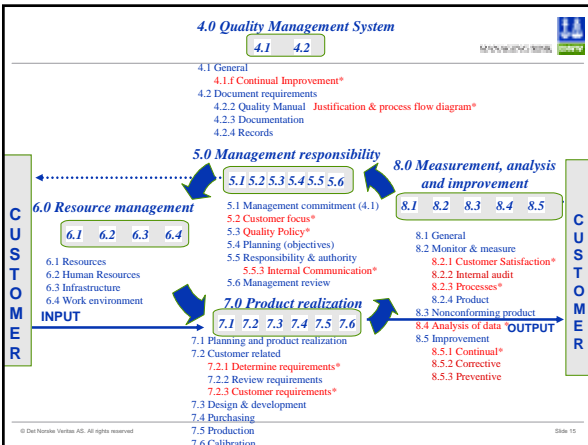 4.0 Quality Management System
4.1 4.2
DNV
4.1 General
4.1.f Continual Improvement*
4.2 Document requirements
4.2.2 Quality Manual Justification & process flow diagram*
4.2.3 Documentation
4.2.4 Records
5.0 Management responsibility
5.1 5.2 5.3 5.4 5.5 5.6
5.1 Management commitment (4.1)
5.2 Customer focus*
5.3 Quality Policy*
5.4 Planning (objectives)
5.5 Responsibility & authority
5.5.3 Internal Communication*
5.6 Management review
8.0 Measurement, analysis
and improvement
8.1 8.2 8.3 8.4 8.5
8.1 General
8.2 Monitor & measure
8.2.1 Customer Satisfaction*
8.2.2 Internal audit
8.2.3 Processes*
8.2.4 Product
8.3 Nonconforming product
8.4 Analysis of data *
8.5 Improvement
8.5.1 Continual*
8.5.2 Corrective
8.5.3 Preventive
CUSTOMER
6.0 Resource management
6.1 6.2 6.3 6.4
6.1 Resources
6.2 Human Resources
6.3 Infrastructure
6.4 Work environment
INPUT
7.0 Product realization
7.1 7.2 7.3 7.4 7.5 7.6
7.1 Planning and product realization
7.2 Customer related
7.2.1 Determine requirements*
7.2.2 Review requirements
7.2.3 Customer requirements*
7.3 Design & development
7.4 Purchasing
7.5 Production
7.6 Calibration
OUTPUT
CUSTOMER
© Det Norske Veritas AS. All rights reserved
Slide 15